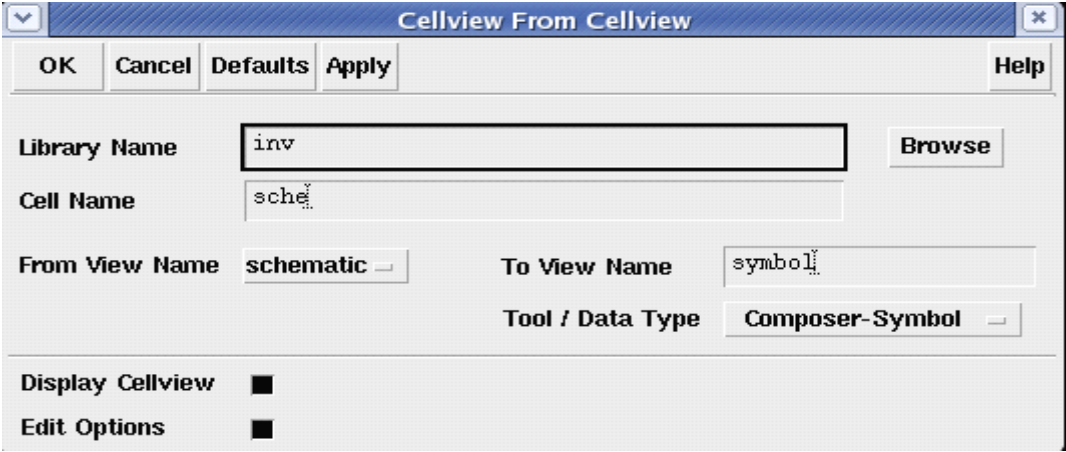 Cellview From Cellview
OK Cancel Defaults Apply Help
Library Name inv Browse
Cell Name sche
From View Name schematic To View Name symbol
Tool / Data Type Composer-Symbol
Display Cellview
Edit Options